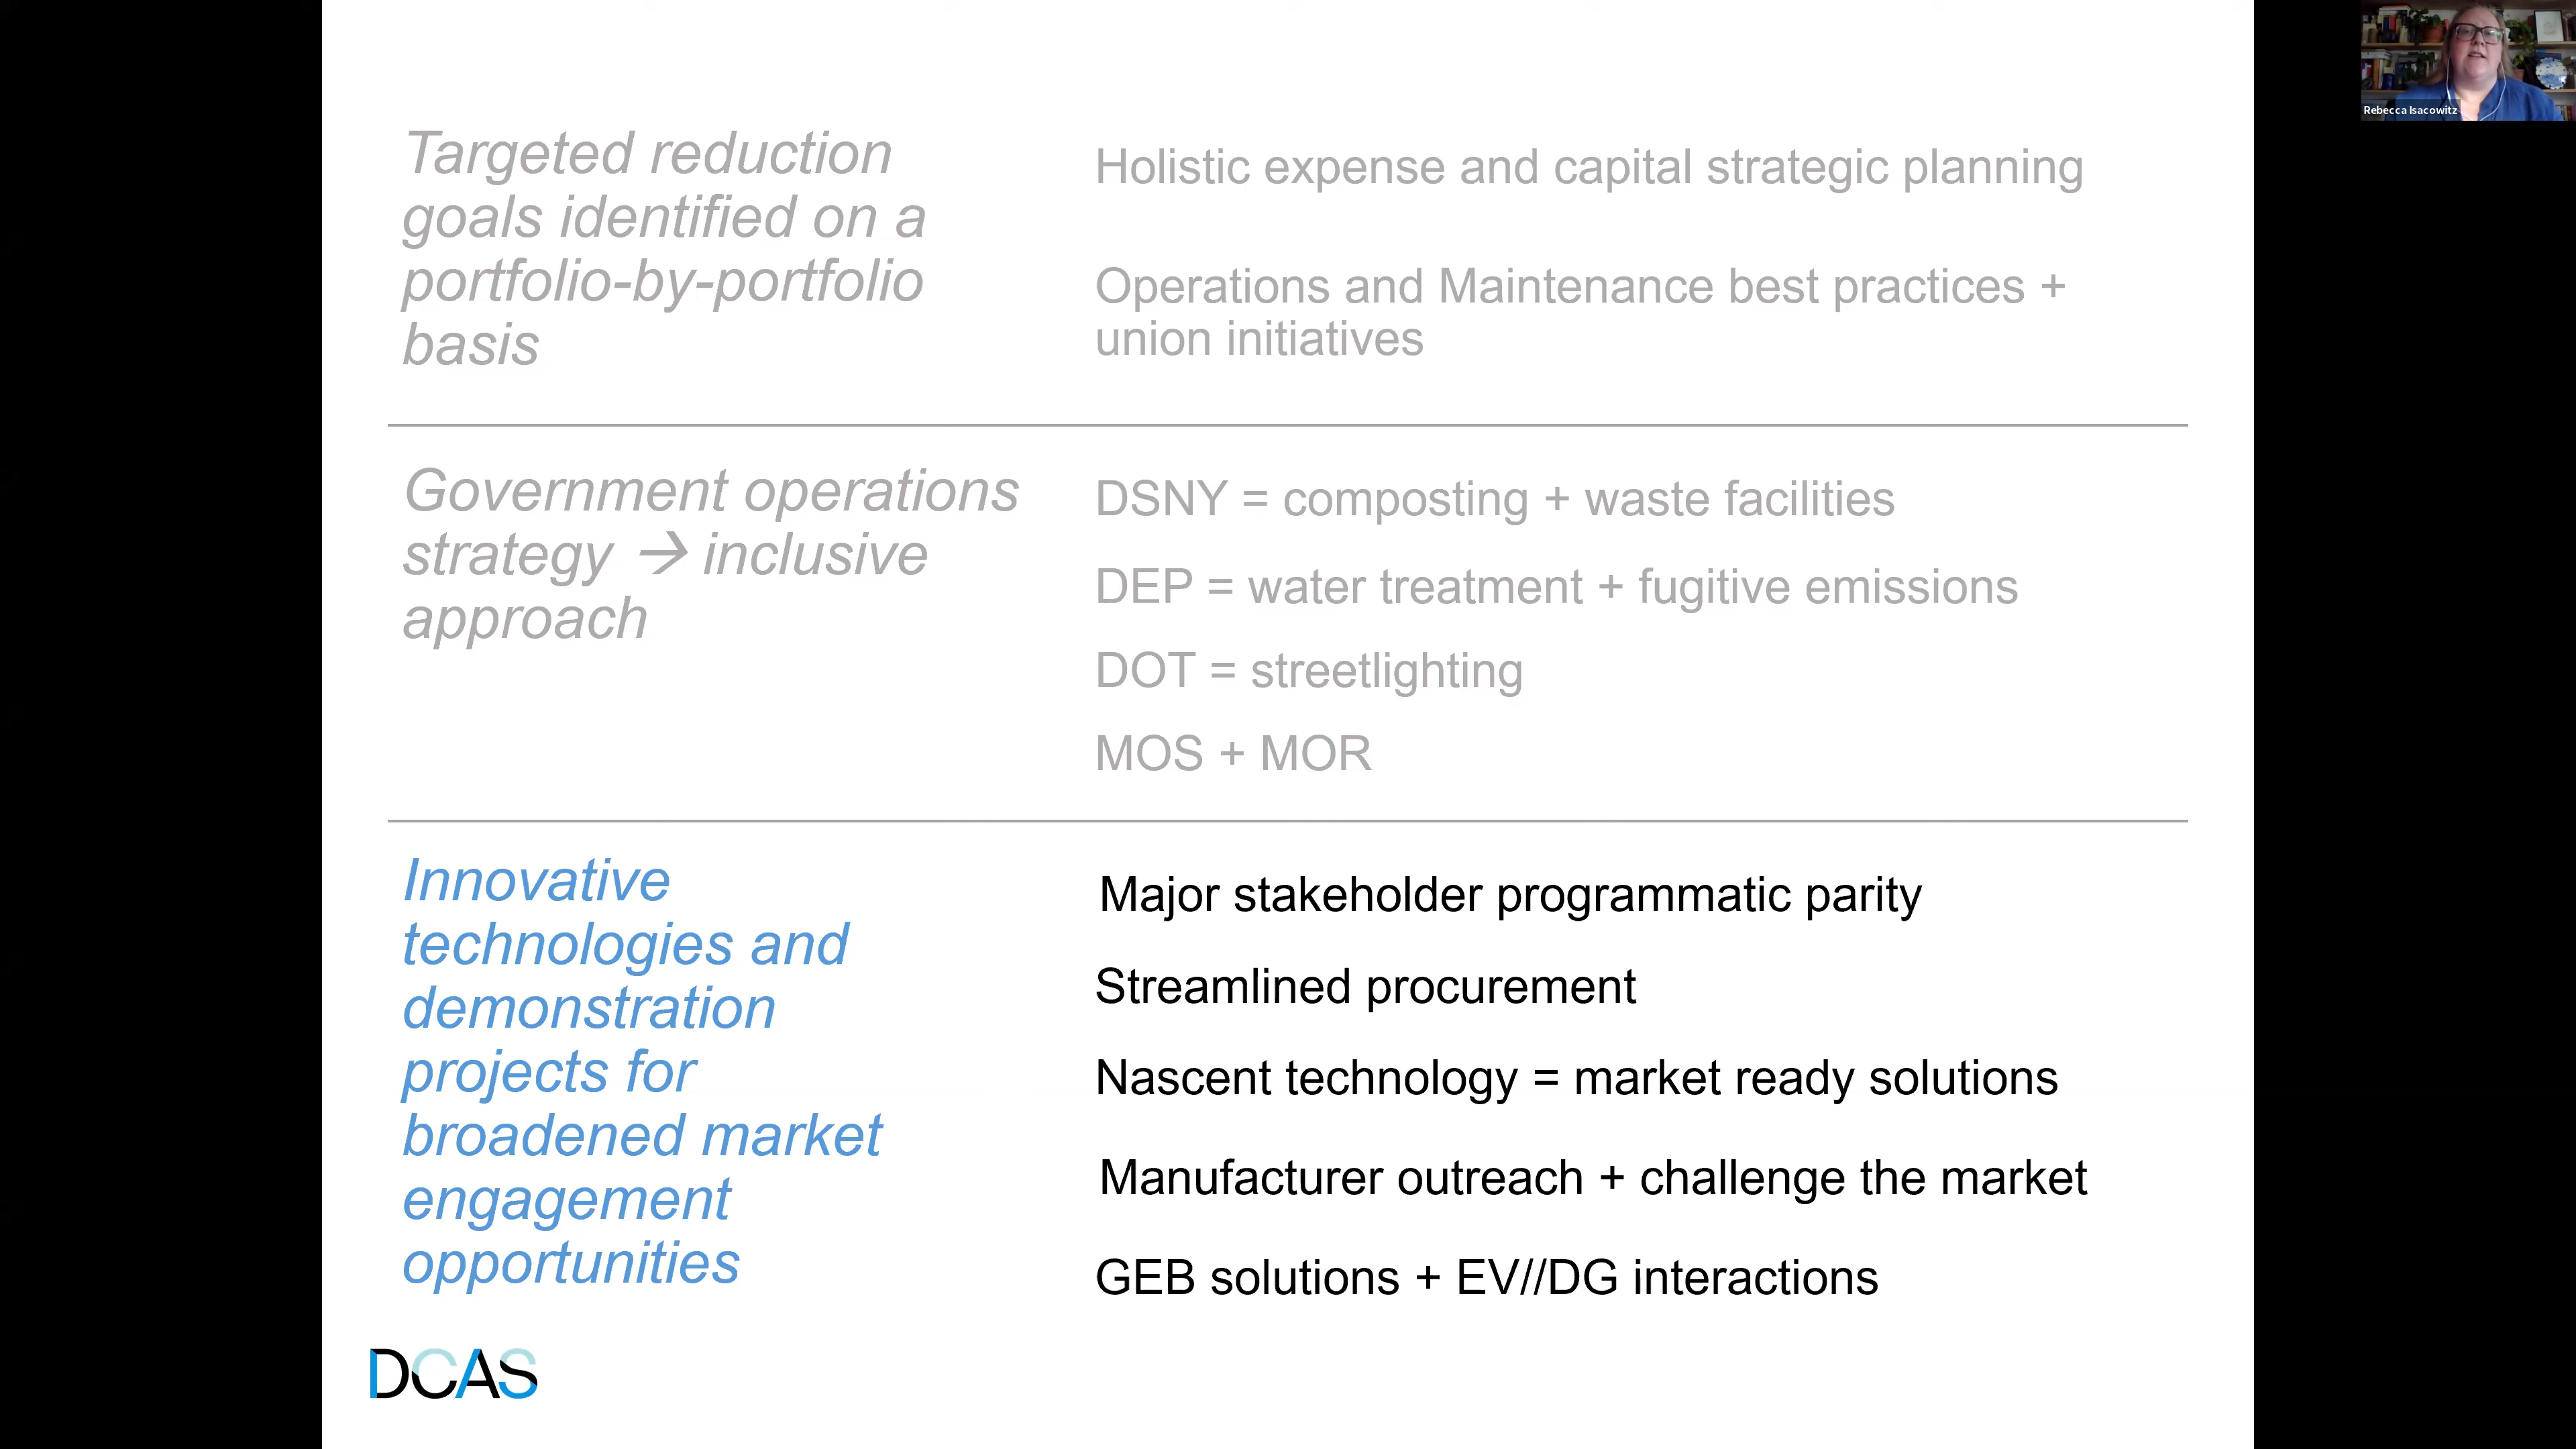 Targeted reduction
goals identified on a
portfolio-by-portfolio
basis
Holistic expense and capital strategic planning
Operations and Maintenance best practices +
union initiatives
Government operations
strategy → inclusive
approach
DSNY = composting + waste facilities
DEP = water treatment + fugitive emissions
DOT = streetlighting
MOS + MOR
Innovative
technologies and
demonstration
projects for
broadened market
engagement
opportunities
Major stakeholder programmatic parity
Streamlined procurement
Nascent technology = market ready solutions
Manufacturer outreach + challenge the market
GEB solutions + EV//DG interactions
DCAS
Rebecca Isacowitz